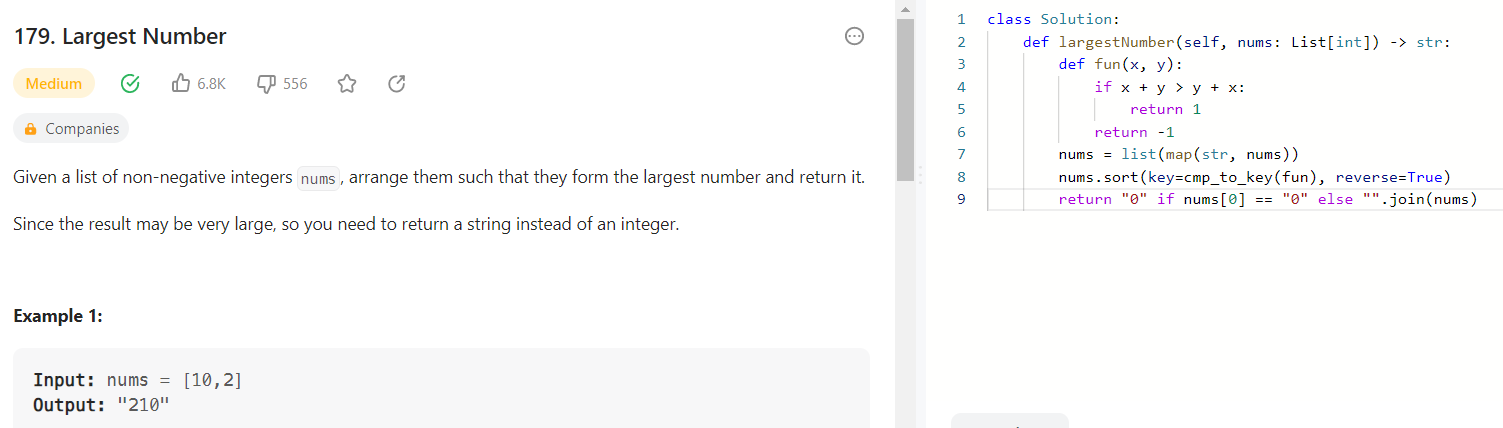 179. Largest Number
Medium 6.8K 556
Companies
Given a list of non-negative integers nums, arrange them such that they form the largest number and return it.
Since the result may be very large, so you need to return a string instead of an integer.
Example 1:
Input: nums = [10,2]
Output: "210"
1 class Solution:
2     def largestNumber(self, nums: List[int]) -> str:
3         def fun(x, y):
4             if x + y > y + x:
5                 return 1
6             return -1
7         nums = list(map(str, nums))
8         nums.sort(key=cmp_to_key(fun), reverse=True)
9         return "0" if nums[0] == "0" else "".join(nums)